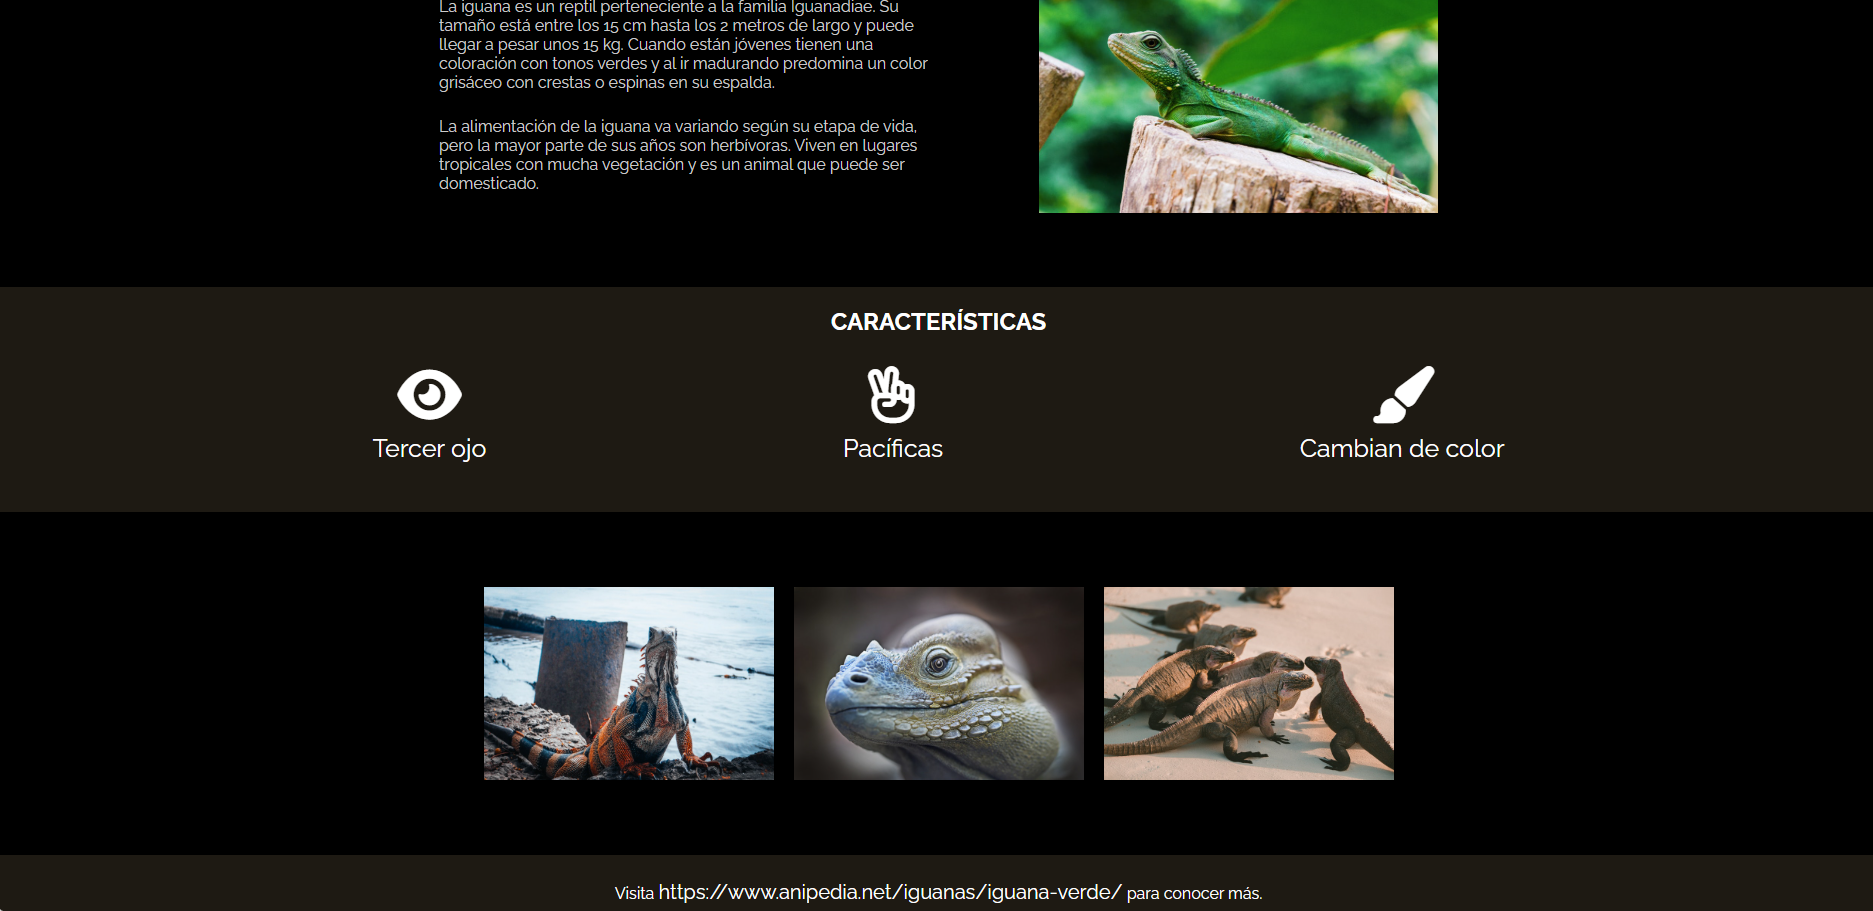 La iguana es un reptil perteneciente a la familia Iguanadiae. Su
tamaño está entre los 15 cm hasta los 2 metros de largo y puede
llegar a pesar unos 15 kg. Cuando están jóvenes tienen una
coloración con tonos verdes y al ir madurando predomina un color
grisáceo con crestas o espinas en su espalda.
La alimentación de la iguana va variando según su etapa de vida,
pero la mayor parte de sus años son herbívoras. Viven en lugares
tropicales con mucha vegetación y es un animal que puede ser
domesticado.
CARACTERÍSTICAS
Tercer ojo
Pacíficas
Cambian de color
Visita https://www.anipedia.net/iguanas/iguana-verde/ para conocer más.